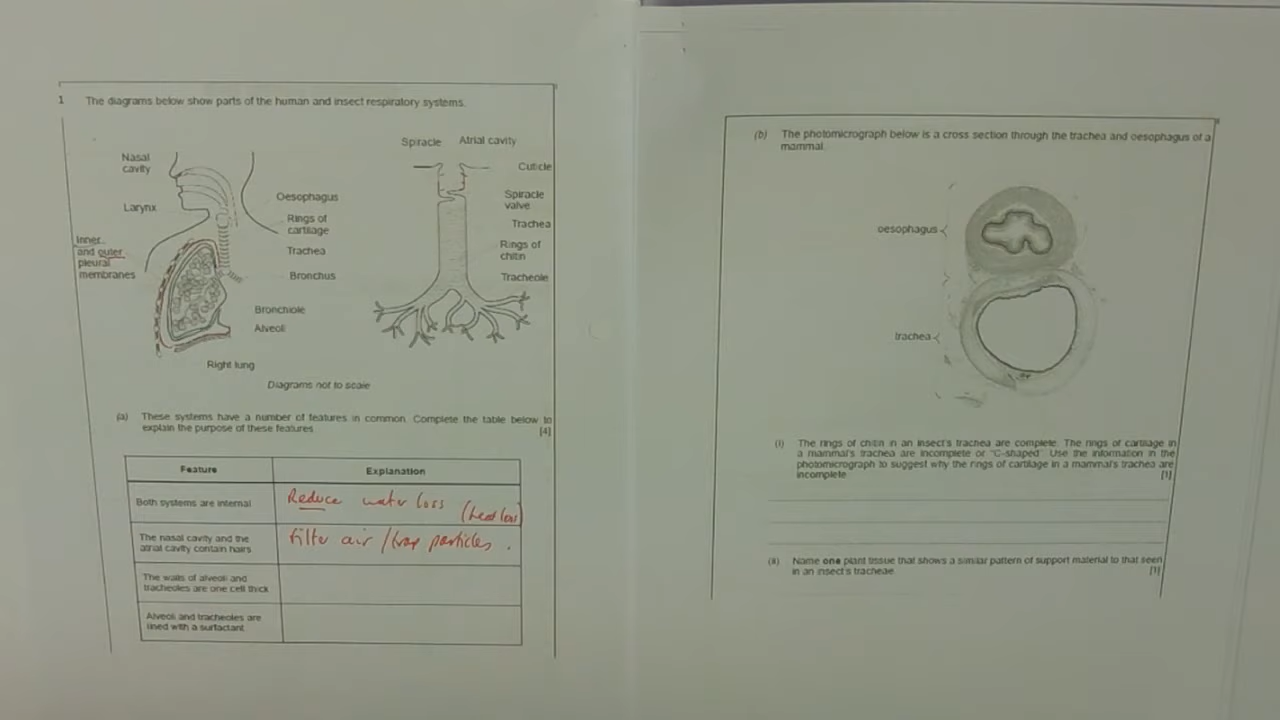 1 The diagrams below show parts of the human and insect respiratory systems.
Spiracle Atrial cavity
Nasal
cavity
Cuticle
Oesophagus
Spiracle
valve
Larynx
Rings of
cartilage
Trachea
Inner
and outer
pleural
membranes
Trachea
Rings of
chitin
Bronchus
Tracheole
Bronchiole
Alveoli
Right lung
Diagrams not to scale
(a) These systems have a number of features in common. Complete the table below to
explain the purpose of these features. [4]
Feature Explanation
Both systems are internal
Reduce water loss (heat loss)
The nasal cavity and the
atrial cavity contain hairs
filter air / trap particles.
The walls of alveoli and
tracheoles are one cell thick
Alveoli and tracheoles are
lined with a surfactant
(b) The photomicrograph below is a cross section through the trachea and oesophagus of a
mammal.
oesophagus
trachea
(i) The rings of chitin in an insect's trachea are complete. The rings of cartilage in
a mammal's trachea are incomplete or "C-shaped". Use the information in the
photomicrograph to suggest why the rings of cartilage in a mammal's trachea are
incomplete. [1]
(ii) Name one plant tissue that shows a similar pattern of support material to that seen
in an insect's tracheae. [1]